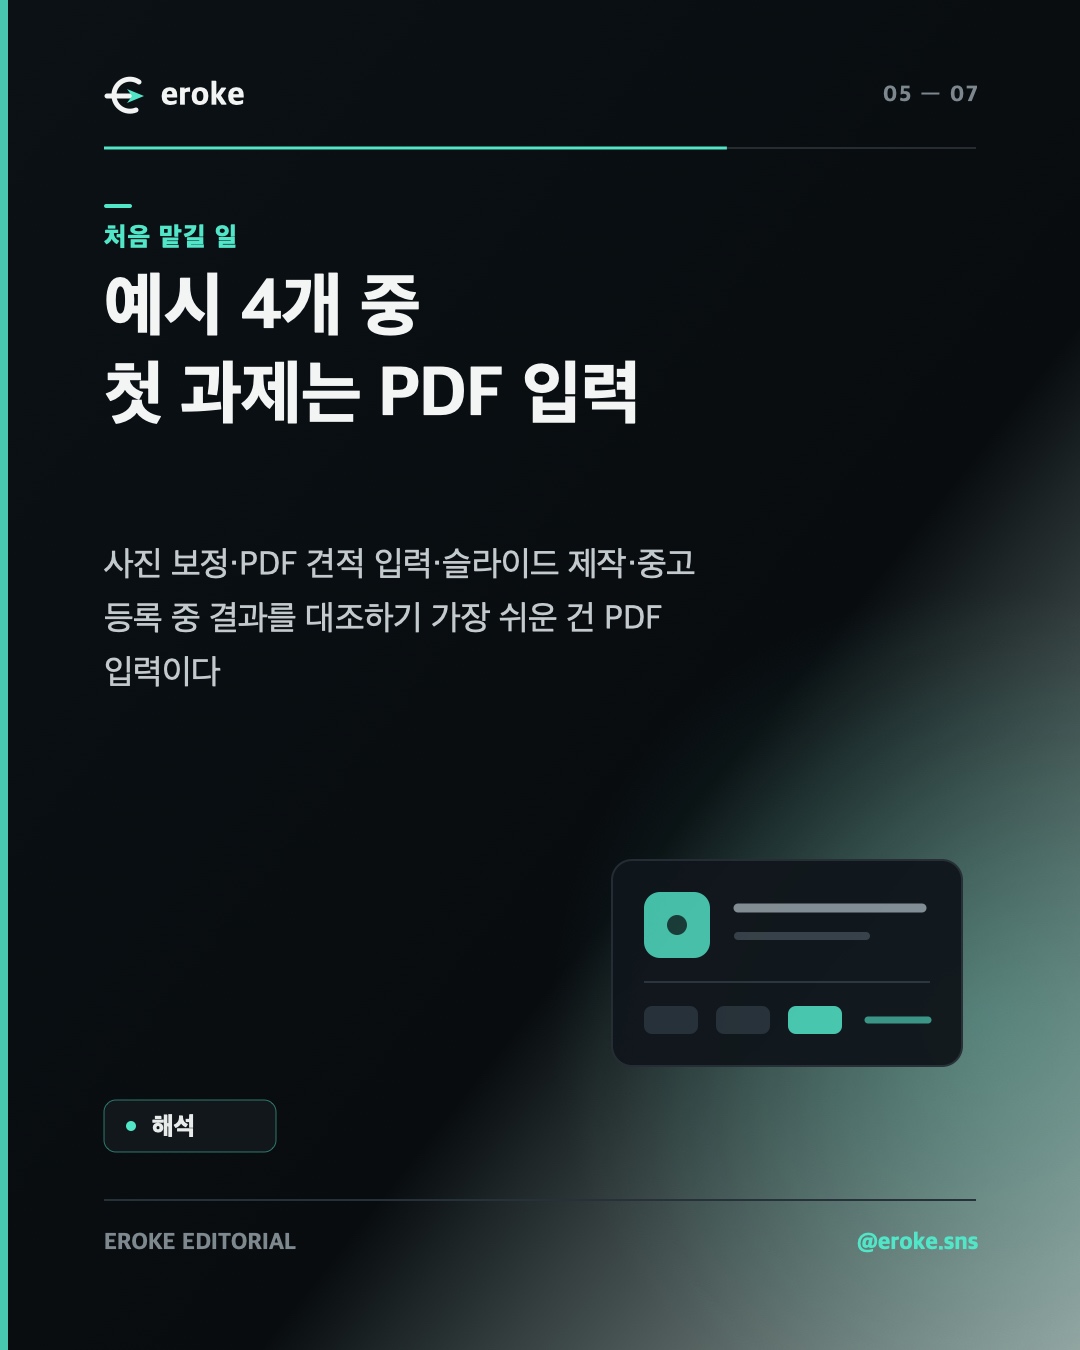 eroke
05 — 07
처음 맡길 일
예시 4개 중
첫 과제는 PDF 입력
사진 보정·PDF 견적 입력·슬라이드 제작·중고
등록 중 결과를 대조하기 가장 쉬운 건 PDF
입력이다
해석
EROKE EDITORIAL
@eroke.sns